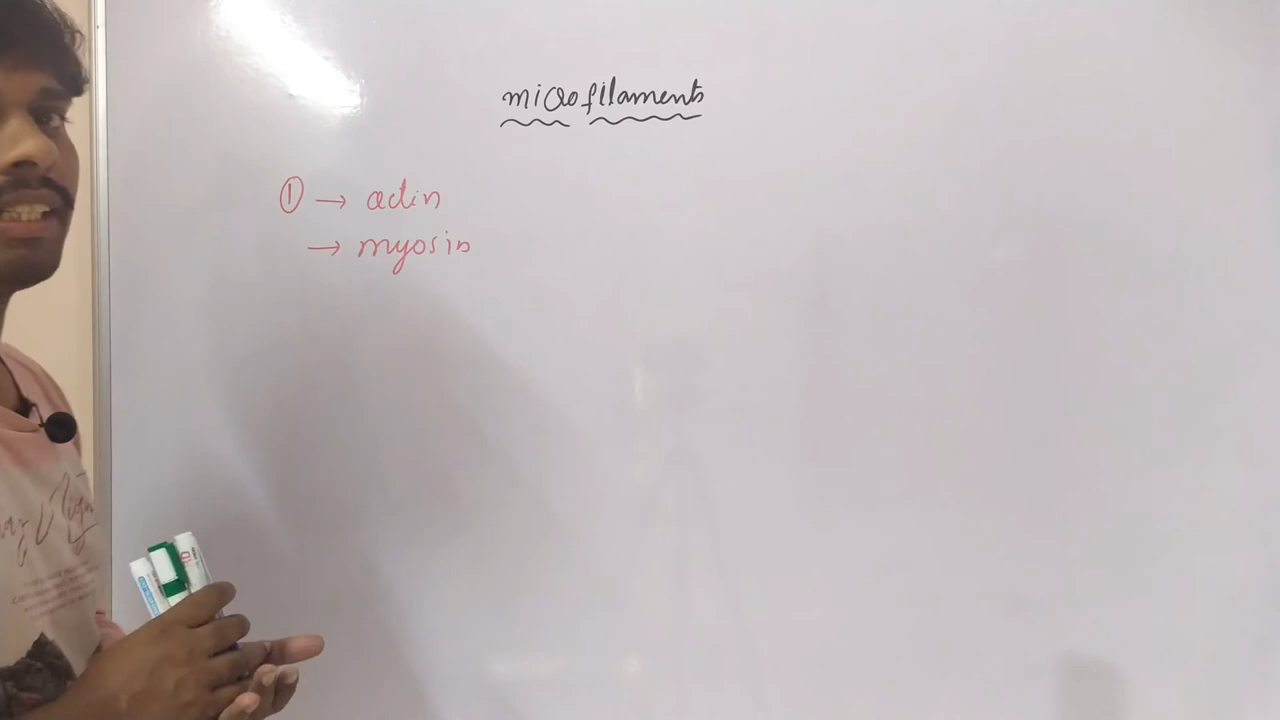 microfilaments
① → actin
→ myosin